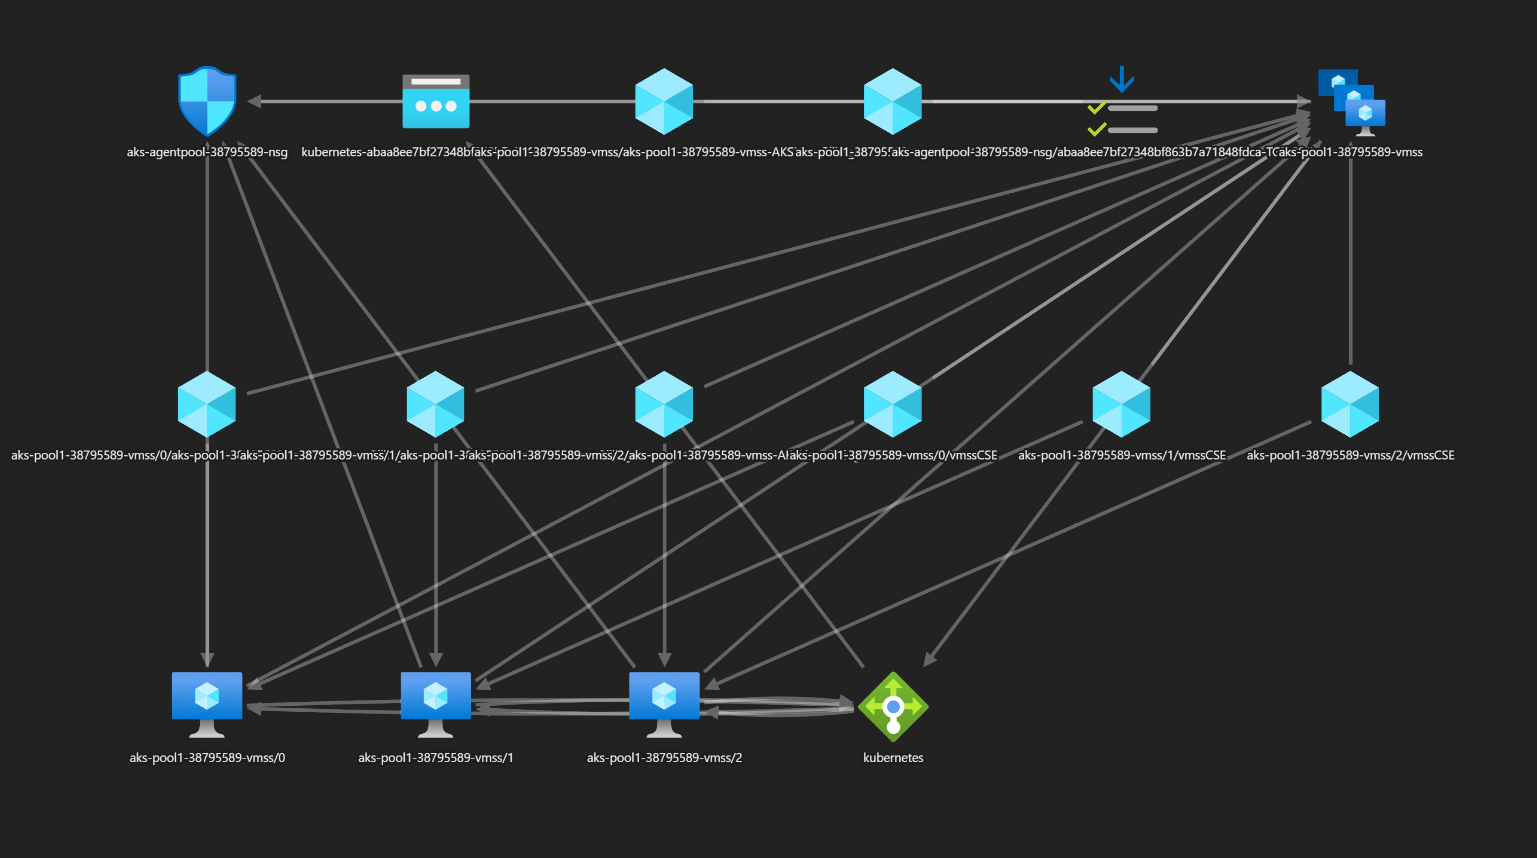 aks-agentpool-38795589-nsg
kubernetes-abaa8ee7bf27348bf
aks-pool1-38795589-vmss/aks-pool1-38795589-vmss-AKS
aks-agentpool-38795589-nsg/abaa8ee7bf27348bf863b7a71848fdca-TC
aks-pool1-38795589-vmss
aks-pool1-38795589-vmss/0/aks-pool1-3
aks-pool1-38795589-vmss/1/aks-pool1-3
aks-pool1-38795589-vmss/2/aks-pool1-38795589-vmss-A
aks-pool1-38795589-vmss/0/vmssCSE
aks-pool1-38795589-vmss/1/vmssCSE
aks-pool1-38795589-vmss/2/vmssCSE
aks-pool1-38795589-vmss/0
aks-pool1-38795589-vmss/1
aks-pool1-38795589-vmss/2
kubernetes